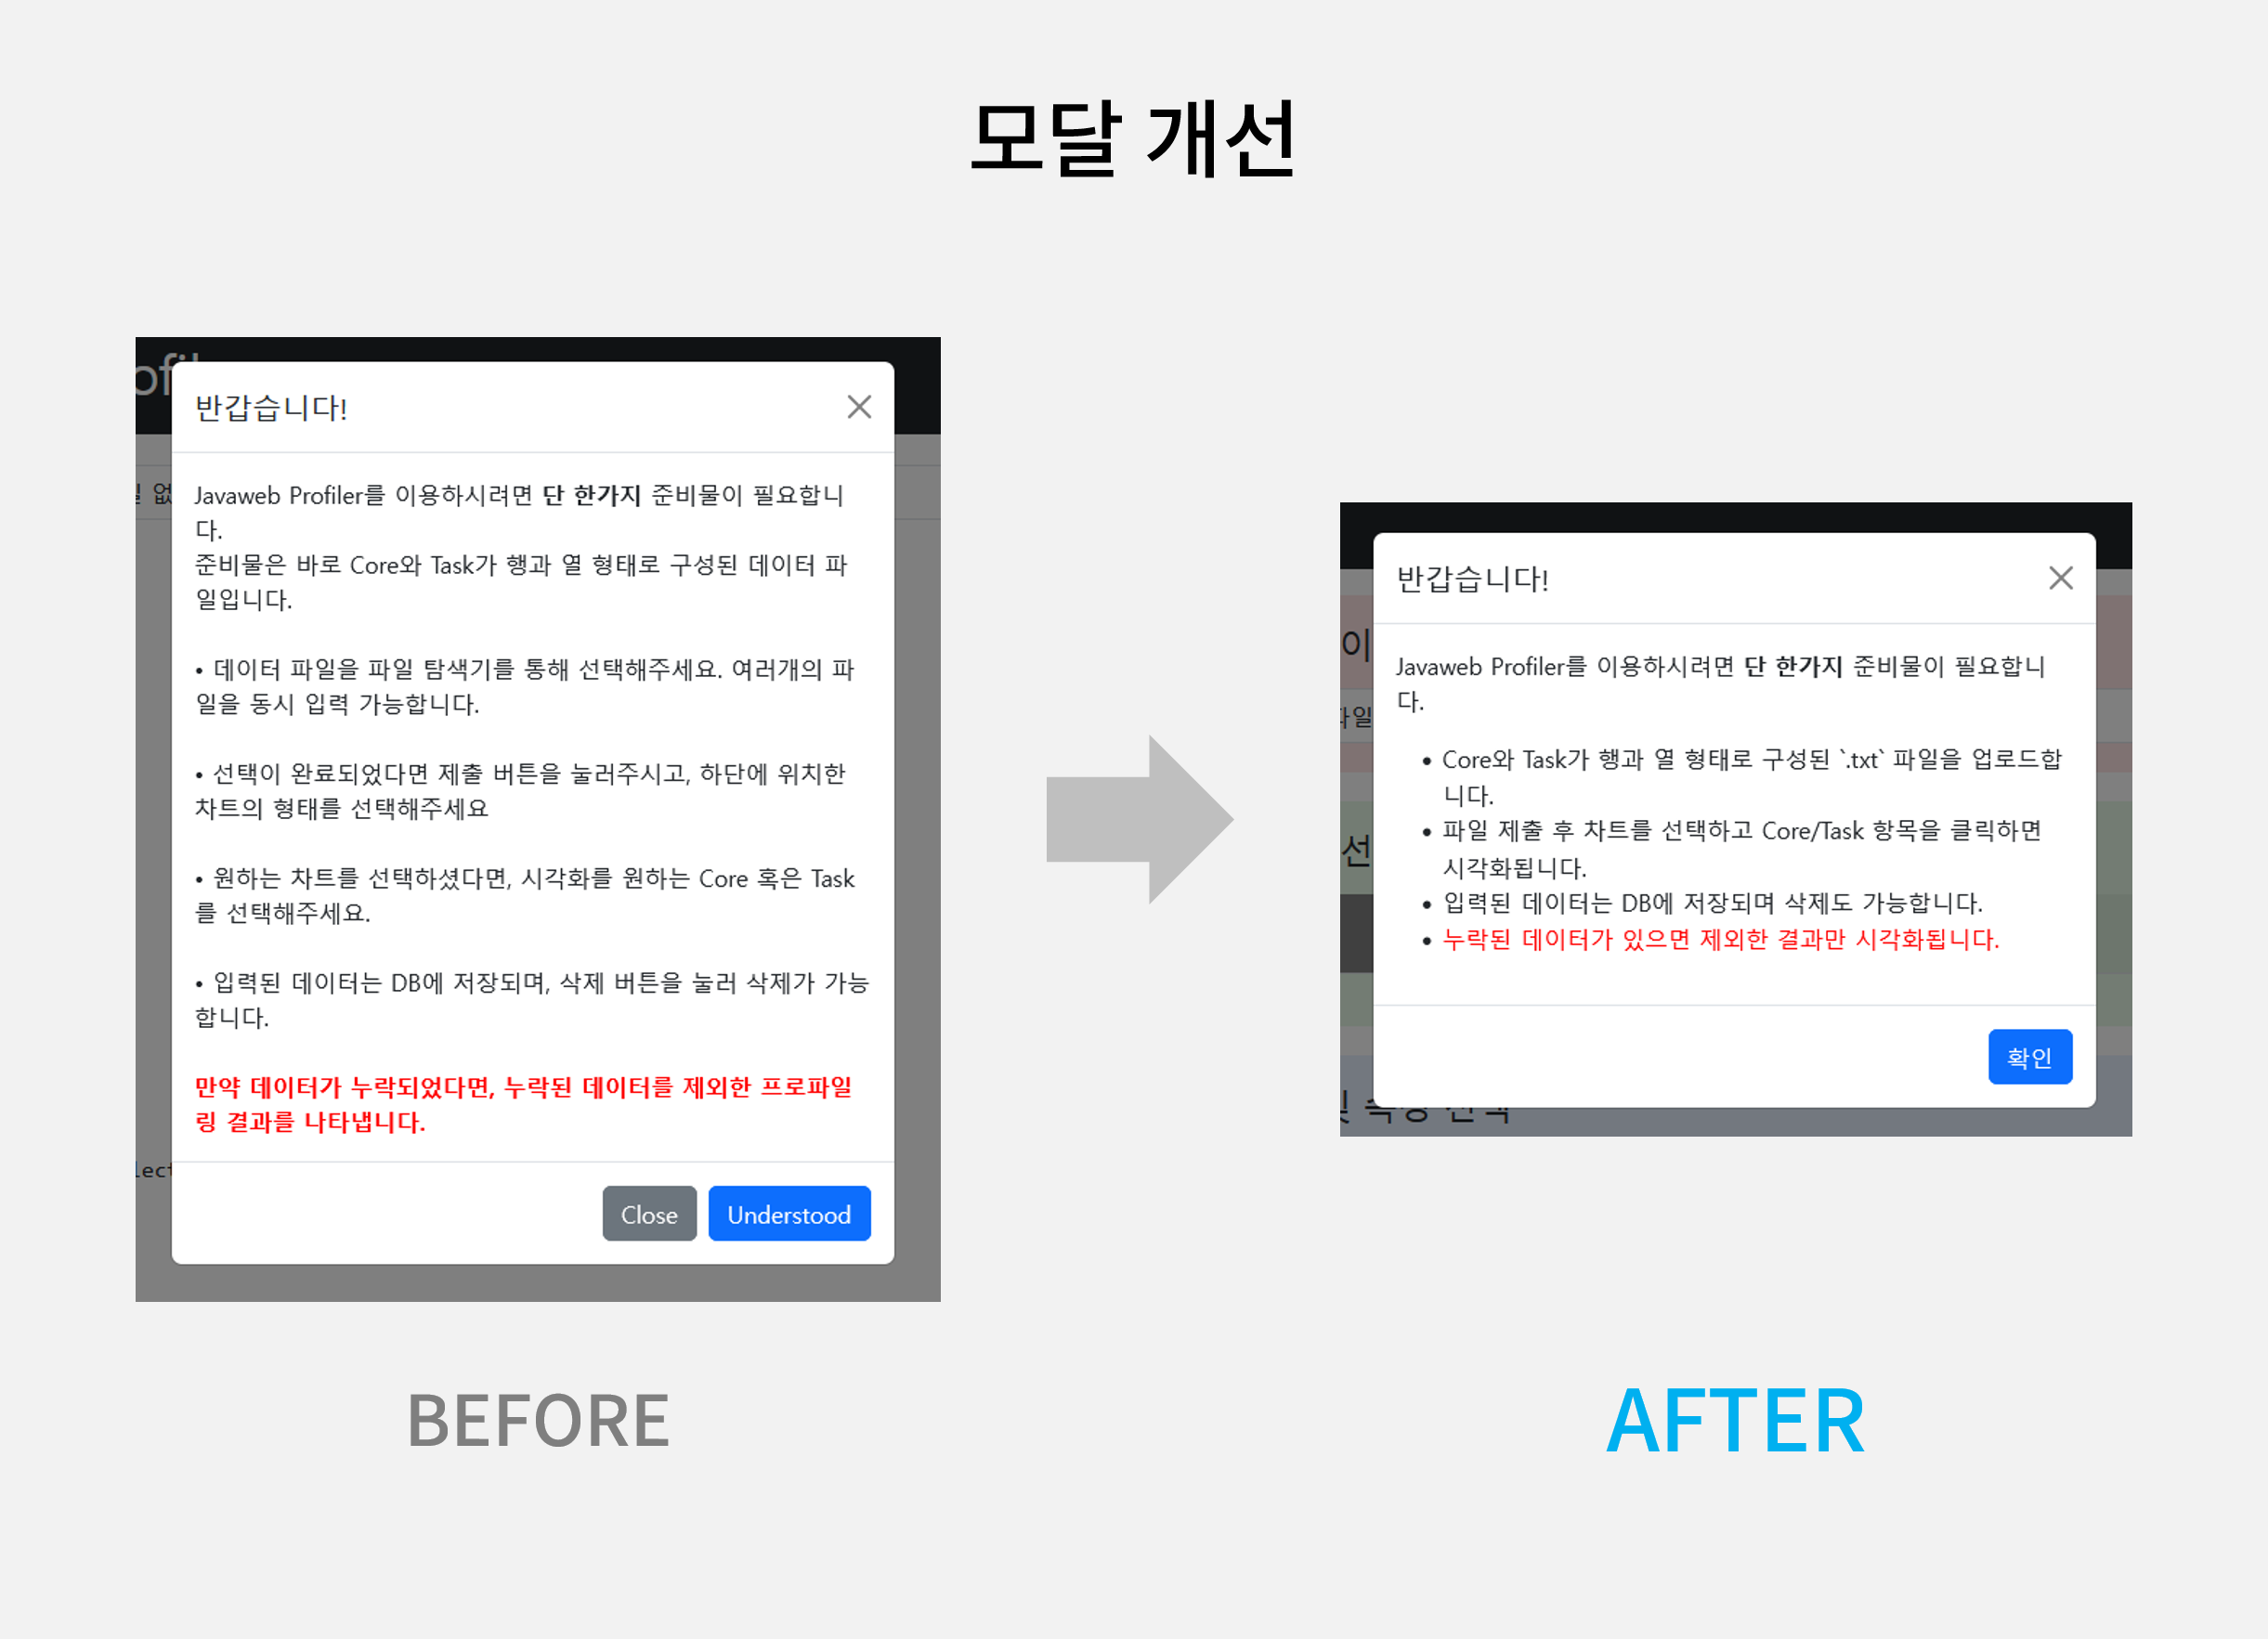 모달 개선
반갑습니다!
Javaweb Profiler를 이용하시려면 단 한가지 준비물이 필요합니
다.
준비물은 바로 Core와 Task가 행과 열 형태로 구성된 데이터 파
일입니다.
• 데이터 파일을 파일 탐색기를 통해 선택해주세요. 여러개의 파
일을 동시 입력 가능합니다.
• 선택이 완료되었다면 제출 버튼을 눌러주시고, 하단에 위치한
차트의 형태를 선택해주세요
• 원하는 차트를 선택하셨다면, 시각화를 원하는 Core 혹은 Task
를 선택해주세요.
• 입력된 데이터는 DB에 저장되며, 삭제 버튼을 눌러 삭제가 가능
합니다.
만약 데이터가 누락되었다면, 누락된 데이터를 제외한 프로파일
링 결과를 나타냅니다.
Close Understood
BEFORE
반갑습니다!
Javaweb Profiler를 이용하시려면 단 한가지 준비물이 필요합니
다.
• Core와 Task가 행과 열 형태로 구성된 `.txt` 파일을 업로드합
니다.
• 파일 제출 후 차트를 선택하고 Core/Task 항목을 클릭하면
시각화됩니다.
• 입력된 데이터는 DB에 저장되며 삭제도 가능합니다.
• 누락된 데이터가 있으면 제외한 결과만 시각화됩니다.
확인
AFTER